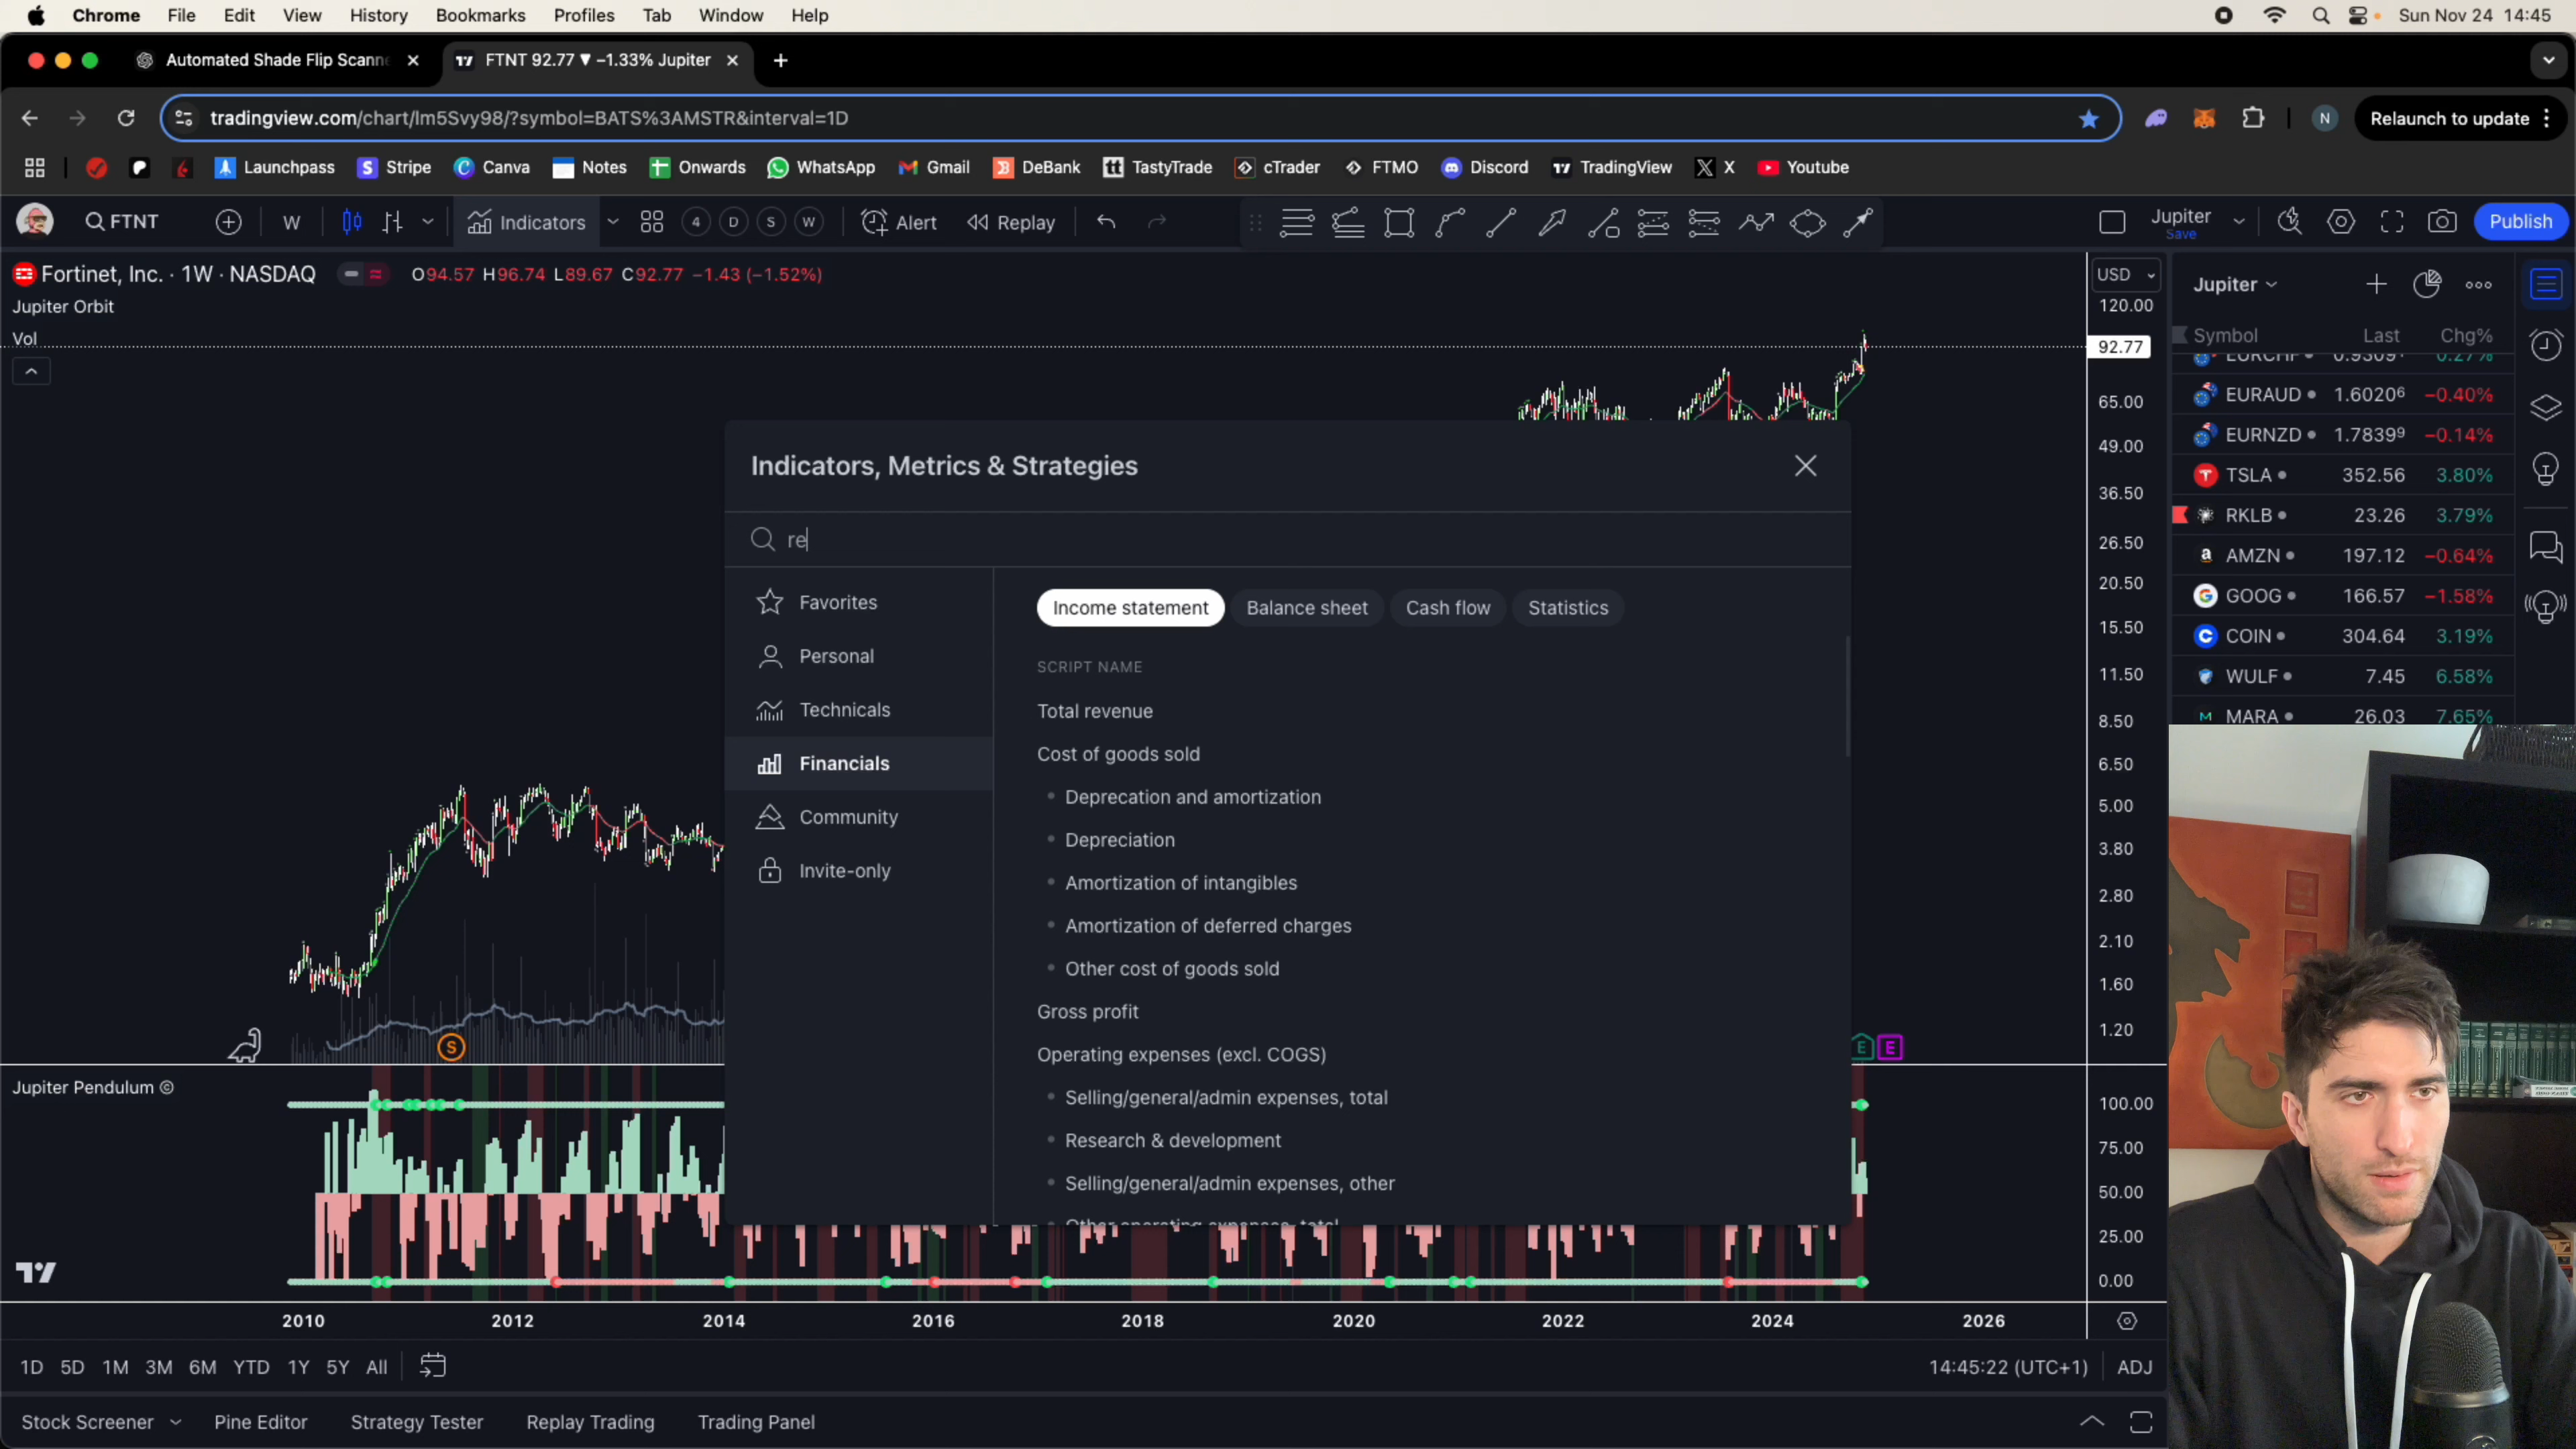 Chrome File Edit View History Bookmarks Profiles Tab Window Help Sun Nov 24 14:45
Automated Shade Flip Scann FTNT 92.77 ▼ −1.33% Jupiter
tradingview.com/chart/lm5Svy98/?symbol=BATS%3AMSTR&interval=1D N Relaunch to update
Launchpass Stripe Canva Notes Onwards WhatsApp Gmail DeBank TastyTrade cTrader FTMO Discord TradingView X Youtube
FTNT W Indicators 4 D S W Alert Replay Jupiter Save Publish
Fortinet, Inc. · 1W · NASDAQ O94.57 H96.74 L89.67 C92.77 −1.43 (−1.52%)
Jupiter Orbit
Vol
USD
120.00
92.77
65.00
49.00
36.50
26.50
20.50
15.50
11.50
8.50
6.50
5.00
3.80
2.80
2.10
1.60
1.20
Jupiter
Symbol Last Chg%
EURCHF 0.9309 0.27%
EURAUD 1.6020⁶ −0.40%
EURNZD 1.7839⁹ −0.14%
TSLA 352.56 3.80%
RKLB 23.26 3.79%
AMZN 197.12 −0.64%
GOOG 166.57 −1.58%
COIN 304.64 3.19%
WULF 7.45 6.58%
MARA 26.03 7.65%
Indicators, Metrics & Strategies
re
Favorites
Personal
Technicals
Financials
Community
Invite-only
Income statement Balance sheet Cash flow Statistics
SCRIPT NAME
Total revenue
Cost of goods sold
Deprecation and amortization
Depreciation
Amortization of intangibles
Amortization of deferred charges
Other cost of goods sold
Gross profit
Operating expenses (excl. COGS)
Selling/general/admin expenses, total
Research & development
Selling/general/admin expenses, other
Other operating expenses, total
S
E E
Jupiter Pendulum ©
100.00
75.00
50.00
25.00
0.00
2010 2012 2014 2016 2018 2020 2022 2024 2026
1D 5D 1M 3M 6M YTD 1Y 5Y All 14:45:22 (UTC+1) ADJ
Stock Screener Pine Editor Strategy Tester Replay Trading Trading Panel